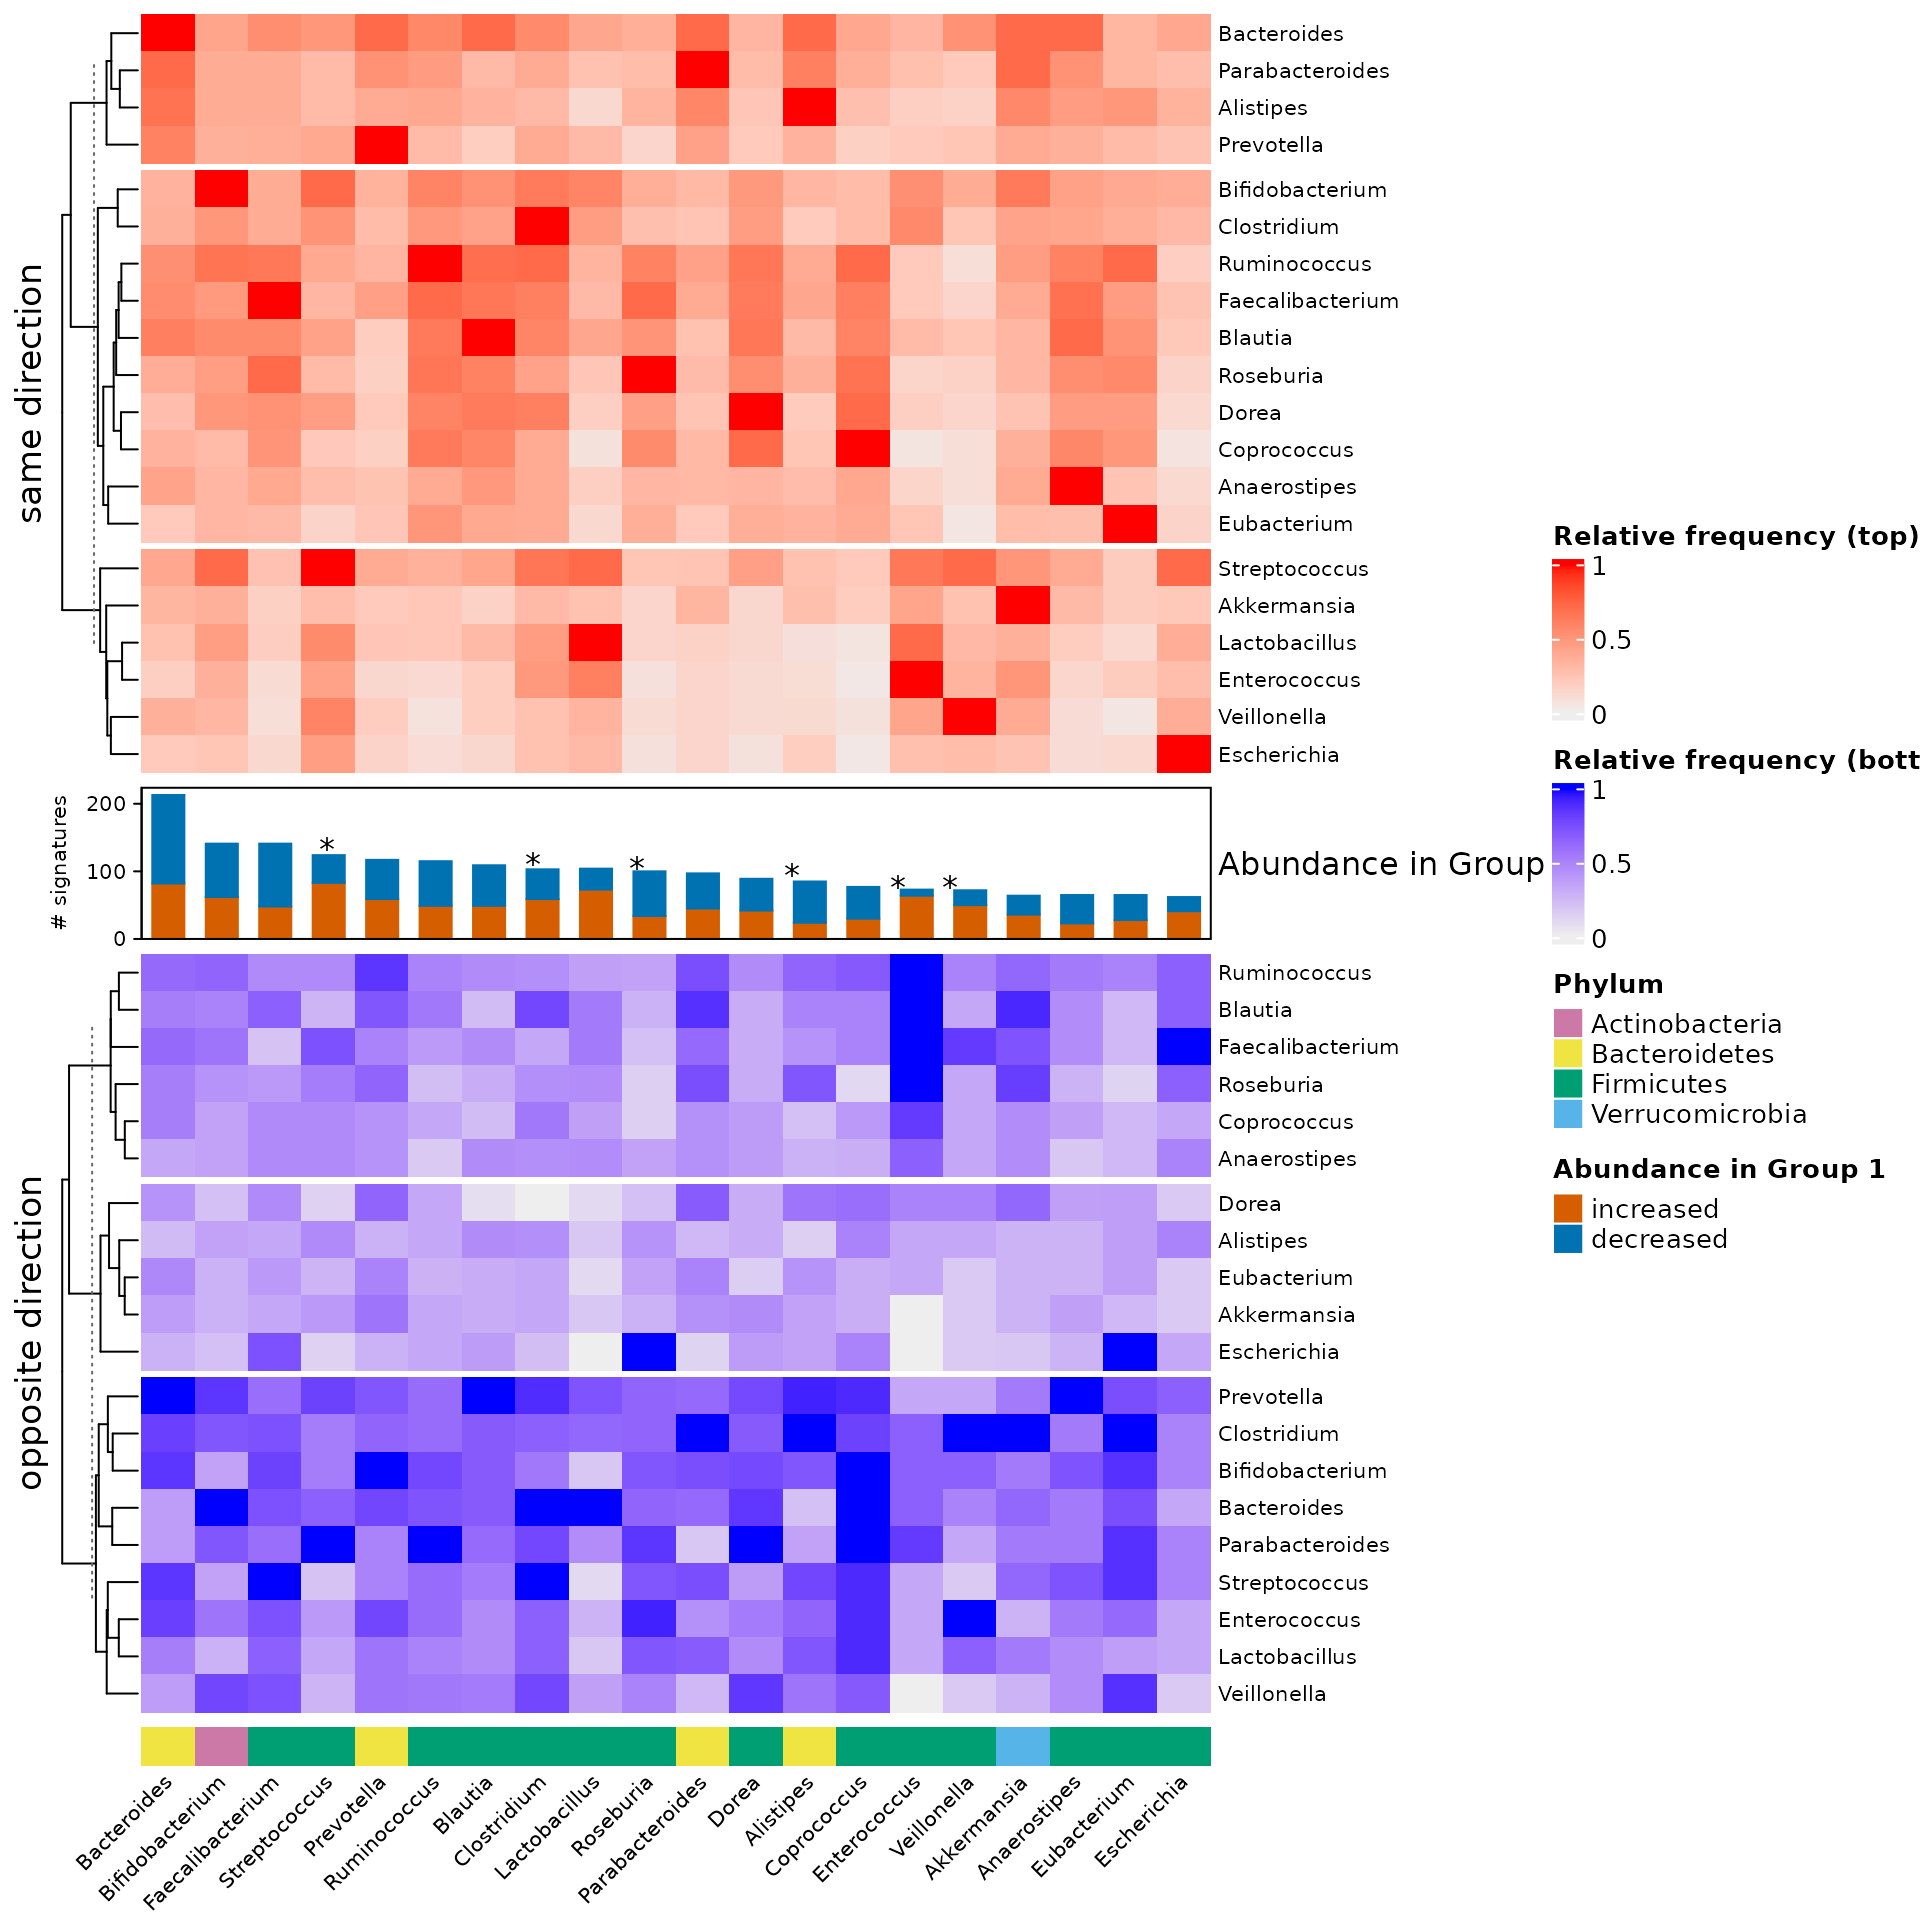 Bacteroides
Parabacteroides
Alistipes
Prevotella
Bifidobacterium
Clostridium
Ruminococcus
Faecalibacterium
Blautia
Roseburia
Dorea
Coprococcus
Anaerostipes
Eubacterium
Streptococcus
Akkermansia
Lactobacillus
Enterococcus
Veillonella
Escherichia
same direction
# signatures
200
100
0
* * * * * *
Abundance in Group
Ruminococcus
Blautia
Faecalibacterium
Roseburia
Coprococcus
Anaerostipes
Dorea
Alistipes
Eubacterium
Akkermansia
Escherichia
Prevotella
Clostridium
Bifidobacterium
Bacteroides
Parabacteroides
Streptococcus
Enterococcus
Lactobacillus
Veillonella
opposite direction
Bacteroides
Bifidobacterium
Faecalibacterium
Streptococcus
Prevotella
Ruminococcus
Blautia
Clostridium
Lactobacillus
Roseburia
Parabacteroides
Dorea
Alistipes
Coprococcus
Enterococcus
Veillonella
Akkermansia
Anaerostipes
Eubacterium
Escherichia
Relative frequency (top)
1
0.5
0
Relative frequency (bott
1
0.5
0
Phylum
Actinobacteria
Bacteroidetes
Firmicutes
Verrucomicrobia
Abundance in Group 1
increased
decreased